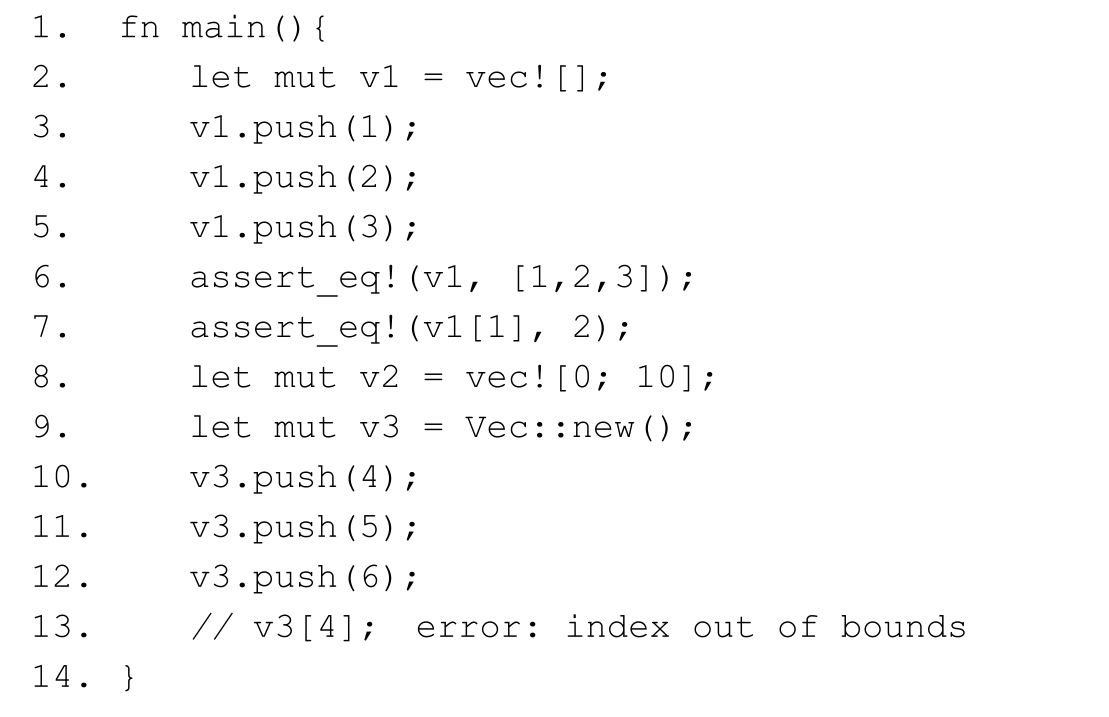 1. fn main(){
2.     let mut v1 = vec![];
3.     v1.push(1);
4.     v1.push(2);
5.     v1.push(3);
6.     assert_eq!(v1, [1,2,3]);
7.     assert_eq!(v1[1], 2);
8.     let mut v2 = vec![0; 10];
9.     let mut v3 = Vec::new();
10.    v3.push(4);
11.    v3.push(5);
12.    v3.push(6);
13.    // v3[4];  error: index out of bounds
14. }